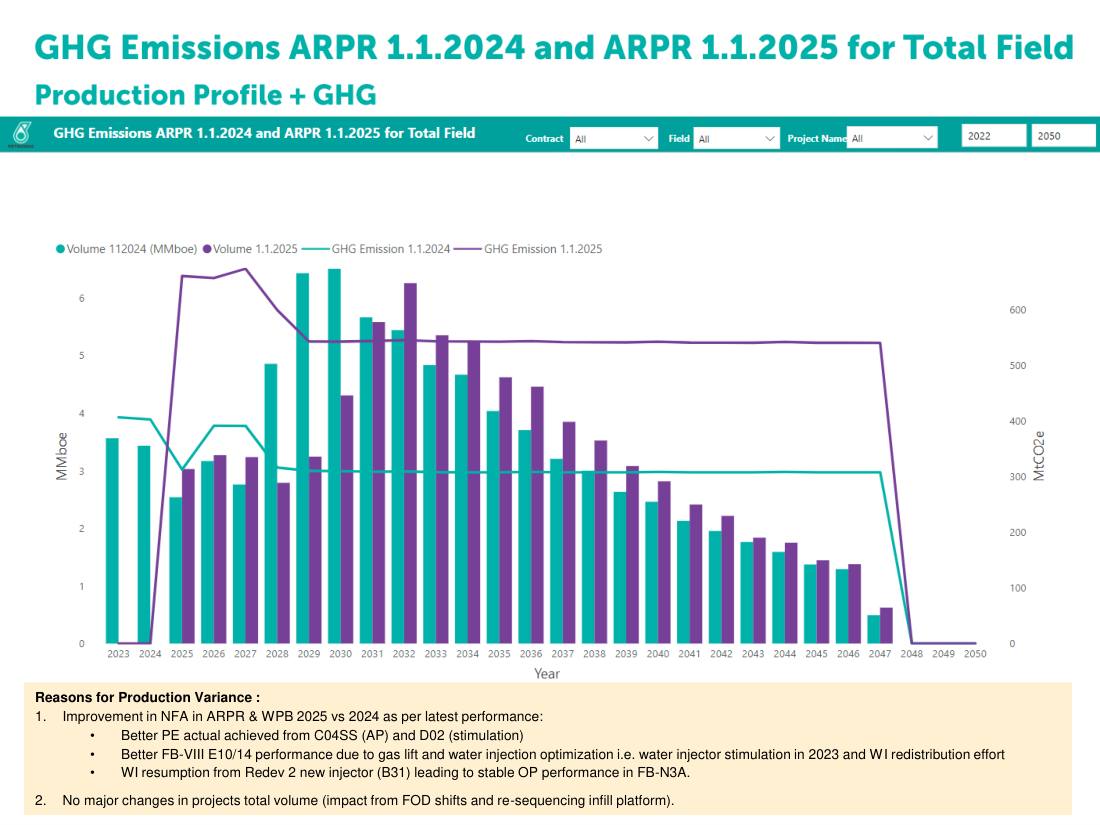 GHG Emissions ARPR 1.1.2024 and ARPR 1.1.2025 for Total Field
Production Profile + GHG
GHG Emissions ARPR 1.1.2024 and ARPR 1.1.2025 for Total Field
Contract All Field All Project Name All 2022 2050
Volume 112024 (MMboe) Volume 1.1.2025 GHG Emission 1.1.2024 GHG Emission 1.1.2025
6
5
4
3
2
1
0
MMboe
600
500
400
300
200
100
0
MtCO2e
2023 2024 2025 2026 2027 2028 2029 2030 2031 2032 2033 2034 2035 2036 2037 2038 2039 2040 2041 2042 2043 2044 2045 2046 2047 2048 2049 2050
Year
Reasons for Production Variance :
1. Improvement in NFA in ARPR & WPB 2025 vs 2024 as per latest performance:
• Better PE actual achieved from C04SS (AP) and D02 (stimulation)
• Better FB-VIII E10/14 performance due to gas lift and water injection optimization i.e. water injector stimulation in 2023 and WI redistribution effort
• WI resumption from Redev 2 new injector (B31) leading to stable OP performance in FB-N3A.
2. No major changes in projects total volume (impact from FOD shifts and re-sequencing infill platform).